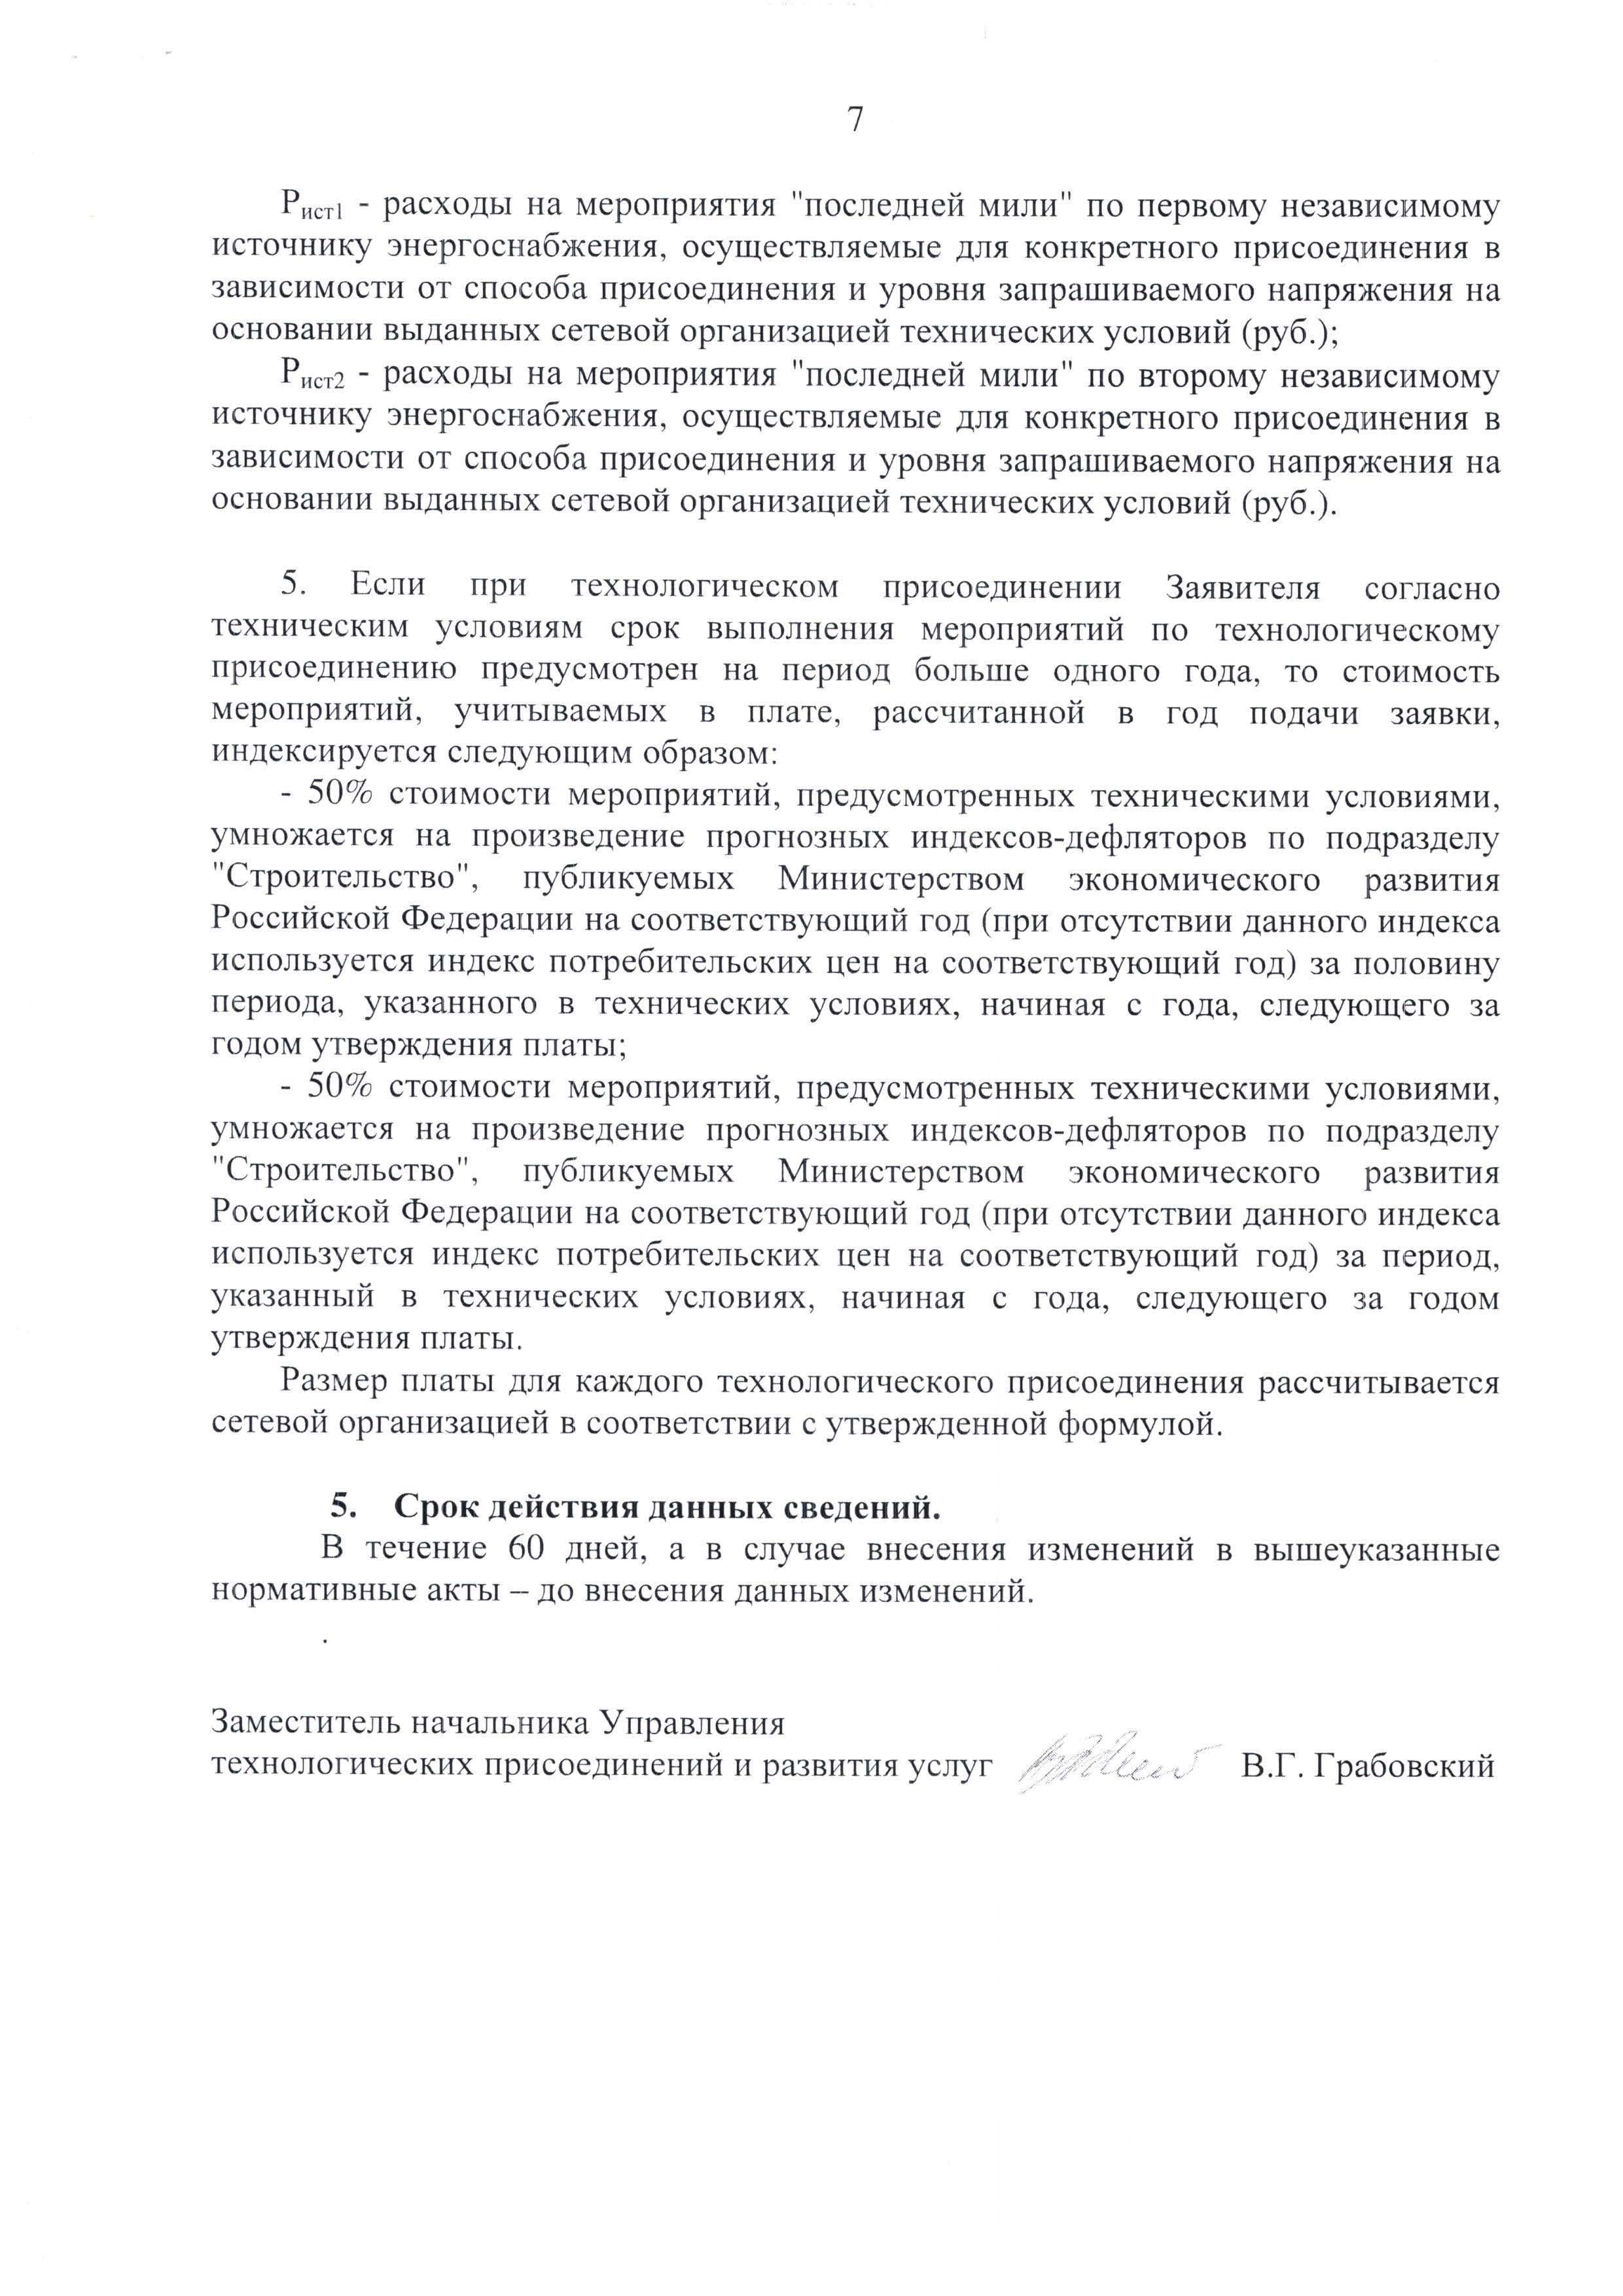 7
Рист1 - расходы на мероприятия "последней мили" по первому независимому
источнику энергоснабжения, осуществляемые для конкретного присоединения в
зависимости от способа присоединения и уровня запрашиваемого напряжения на
основании выданных сетевой организацией технических условий (руб.);
Рист2 - расходы на мероприятия "последней мили" по второму независимому
источнику энергоснабжения, осуществляемые для конкретного присоединения в
зависимости от способа присоединения и уровня запрашиваемого напряжения на
основании выданных сетевой организацией технических условий (руб.).
5. Если при технологическом присоединении Заявителя согласно
техническим условиям срок выполнения мероприятий по технологическому
присоединению предусмотрен на период больше одного года, то стоимость
мероприятий, учитываемых в плате, рассчитанной в год подачи заявки,
индексируется следующим образом:
- 50% стоимости мероприятий, предусмотренных техническими условиями,
умножается на произведение прогнозных индексов-дефляторов по подразделу
"Строительство", публикуемых Министерством экономического развития
Российской Федерации на соответствующий год (при отсутствии данного индекса
используется индекс потребительских цен на соответствующий год) за половину
периода, указанного в технических условиях, начиная с года, следующего за
годом утверждения платы;
- 50% стоимости мероприятий, предусмотренных техническими условиями,
умножается на произведение прогнозных индексов-дефляторов по подразделу
"Строительство", публикуемых Министерством экономического развития
Российской Федерации на соответствующий год (при отсутствии данного индекса
используется индекс потребительских цен на соответствующий год) за период,
указанный в технических условиях, начиная с года, следующего за годом
утверждения платы.
Размер платы для каждого технологического присоединения рассчитывается
сетевой организацией в соответствии с утвержденной формулой.
5. Срок действия данных сведений.
В течение 60 дней, а в случае внесения изменений в вышеуказанные
нормативные акты – до внесения данных изменений.
.
Заместитель начальника Управления
технологических присоединений и развития услуг В.Г. Грабовский